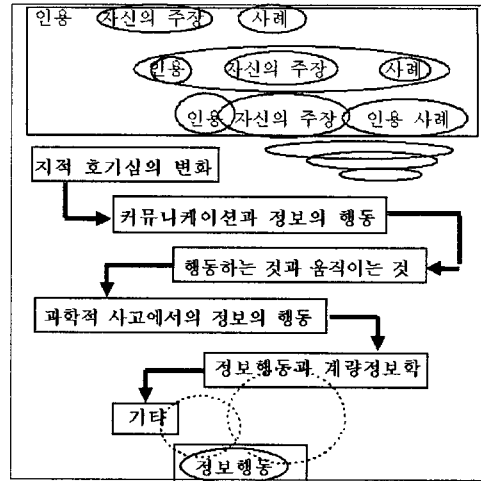 인용 자신의 주장 사례
인용 자신의 주장 사례
인용 자신의 주장 인용 사례
지적 호기심의 변화
커뮤니케이션과 정보의 행동
행동하는 것과 움직이는 것
과학적 사고에서의 정보의 행동
정보행동과 계량정보학
기타
정보행동